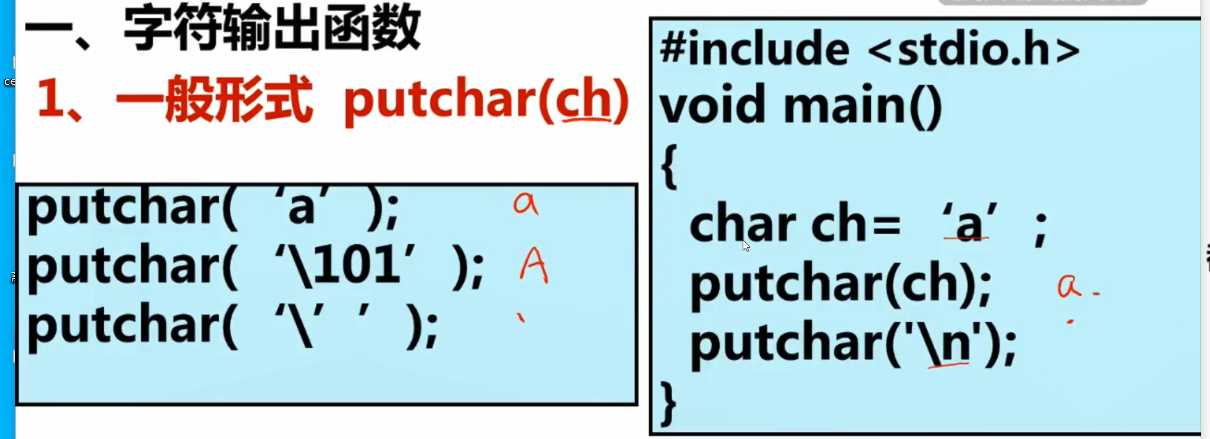 一、字符输出函数
1、一般形式 putchar(ch)
putchar( ‘a’ ); a
putchar( ‘\101’ ); A
putchar( ‘\’ ’ ); 、
#include <stdio.h>
void main()
{
char ch= ‘a’ ;
putchar(ch); a.
putchar('\n');
}